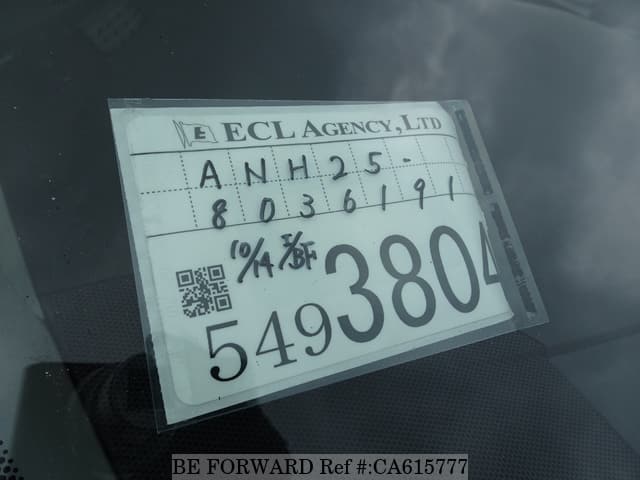 E ECL AGENCY, LTD
ANH25-
8036191
10/14 I/BF
5493804
BE FORWARD Ref #:CA615777